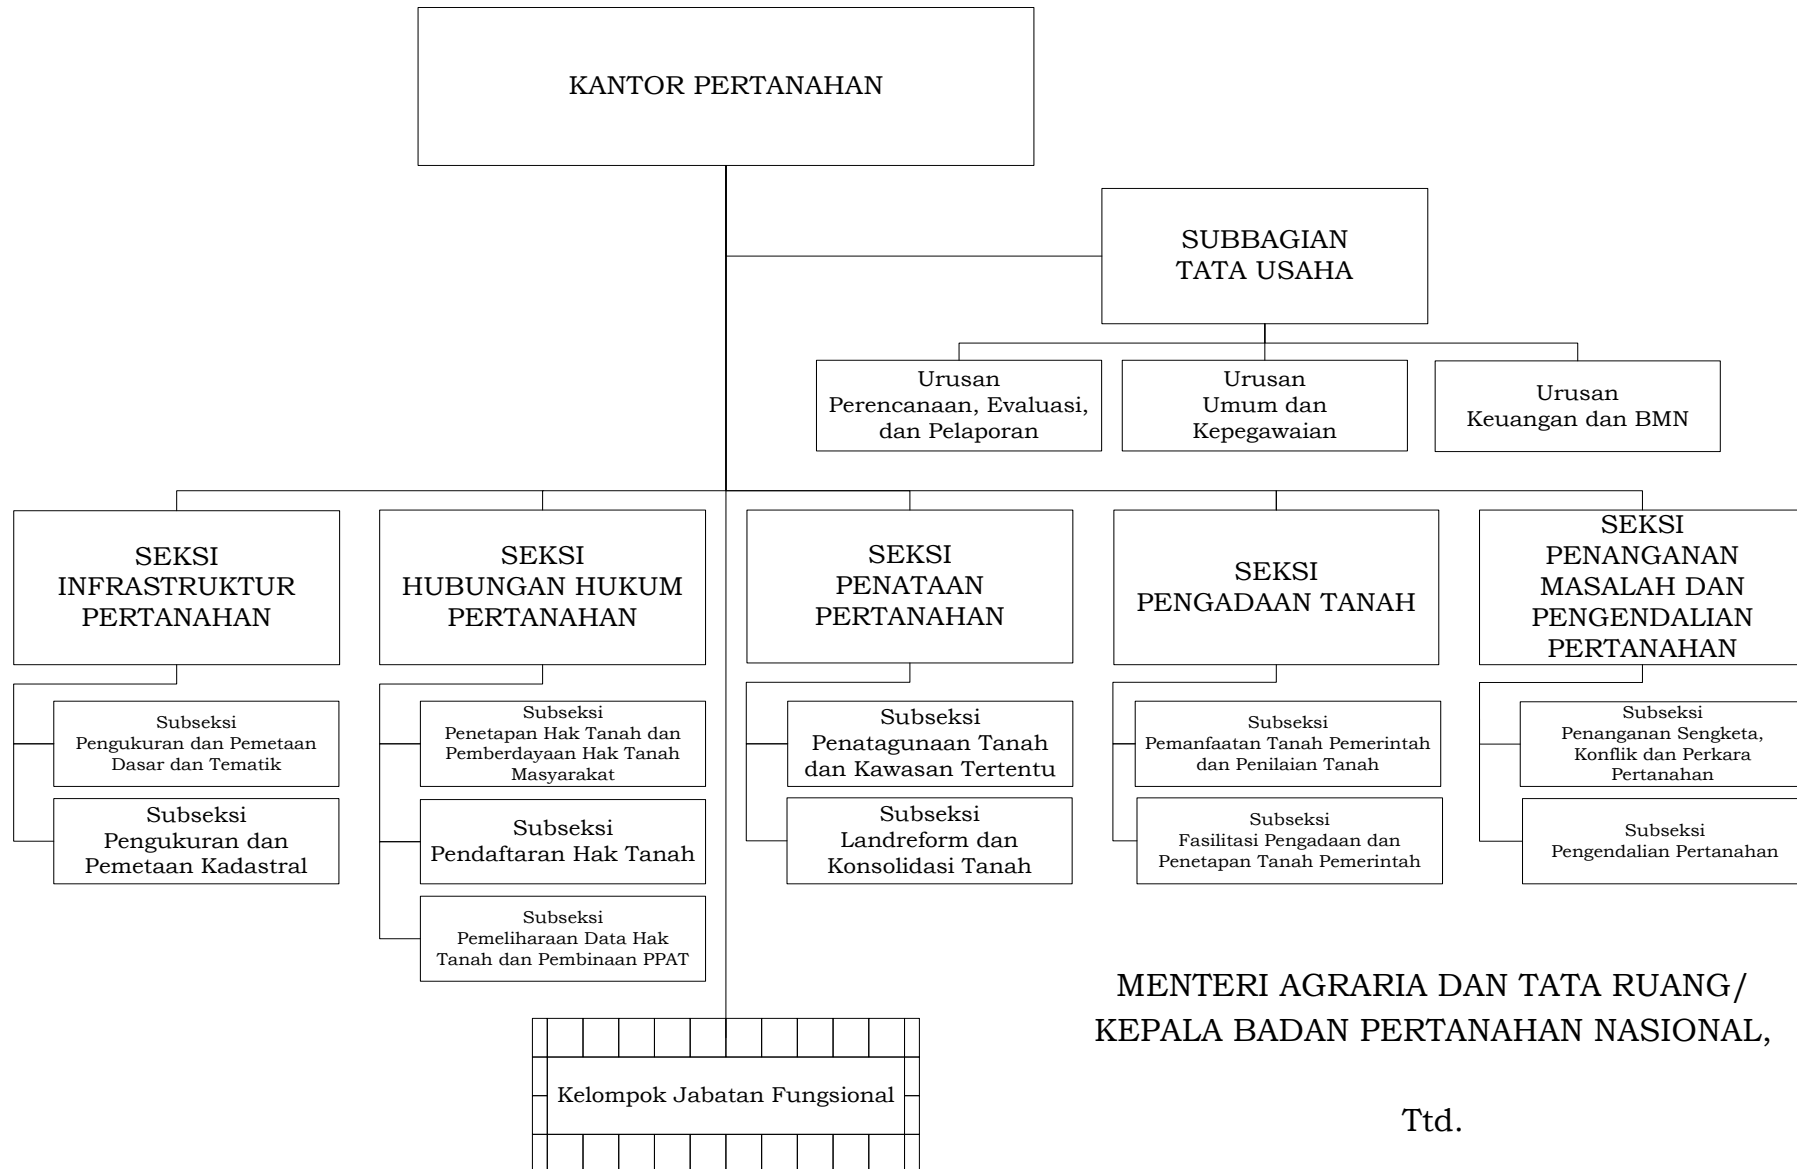 KANTOR PERTANAHAN
SUBBAGIAN
TATA USAHA
Urusan
Perencanaan, Evaluasi,
dan Pelaporan
Urusan
Umum dan
Kepegawaian
Urusan
Keuangan dan BMN
SEKSI
INFRASTRUKTUR
PERTANAHAN
SEKSI
HUBUNGAN HUKUM
PERTANAHAN
SEKSI
PENATAAN
PERTANAHAN
SEKSI
PENGADAAN TANAH
SEKSI
PENANGANAN
MASALAH DAN
PENGENDALIAN
PERTANAHAN
Subseksi
Pengukuran dan Pemetaan
Dasar dan Tematik
Subseksi
Pengukuran dan
Pemetaan Kadastral
Subseksi
Penetapan Hak Tanah dan
Pemberdayaan Hak Tanah
Masyarakat
Subseksi
Pendaftaran Hak Tanah
Subseksi
Pemeliharaan Data Hak
Tanah dan Pembinaan PPAT
Subseksi
Penatagunaan Tanah
dan Kawasan Tertentu
Subseksi
Landreform dan
Konsolidasi Tanah
Subseksi
Pemanfaatan Tanah Pemerintah
dan Penilaian Tanah
Subseksi
Fasilitasi Pengadaan dan
Penetapan Tanah Pemerintah
Subseksi
Penanganan Sengketa,
Konflik dan Perkara
Pertanahan
Subseksi
Pengendalian Pertanahan
Kelompok Jabatan Fungsional
MENTERI AGRARIA DAN TATA RUANG/
KEPALA BADAN PERTANAHAN NASIONAL,
Ttd.